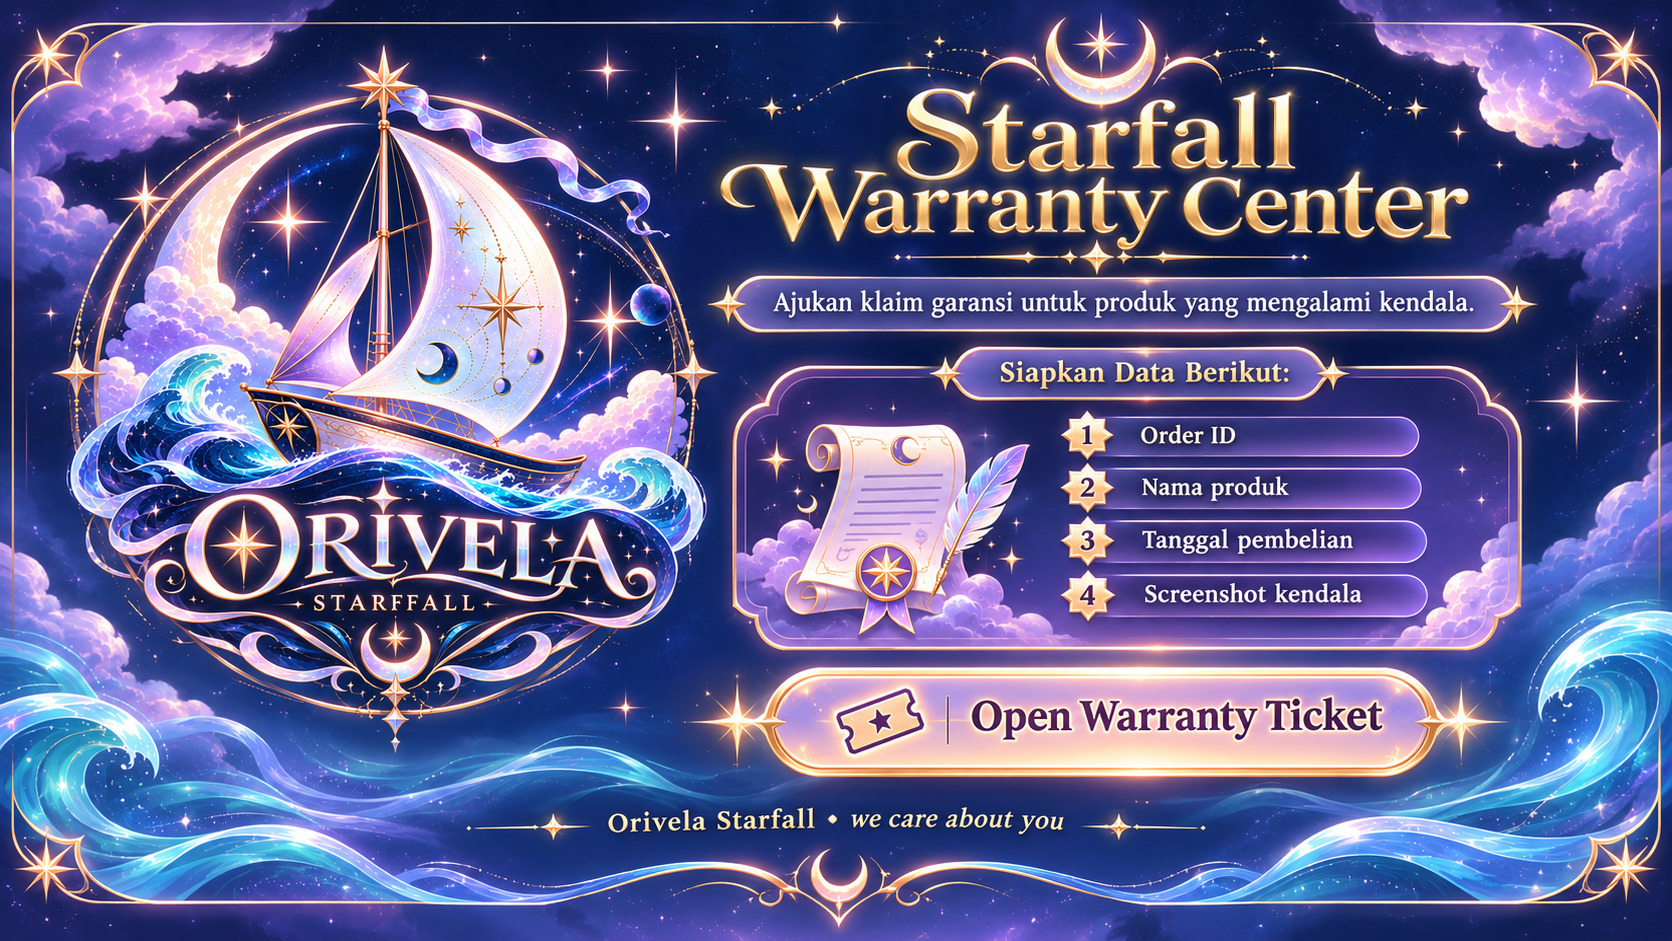 ORIVELA
STARFFALL
Starfall
Warranty Center
Ajukan klaim garansi untuk produk yang mengalami kendala.
Siapkan Data Berikut:
1 Order ID
2 Nama produk
3 Tanggal pembelian
4 Screenshot kendala
Open Warranty Ticket
Orivela Starfall • we care about you